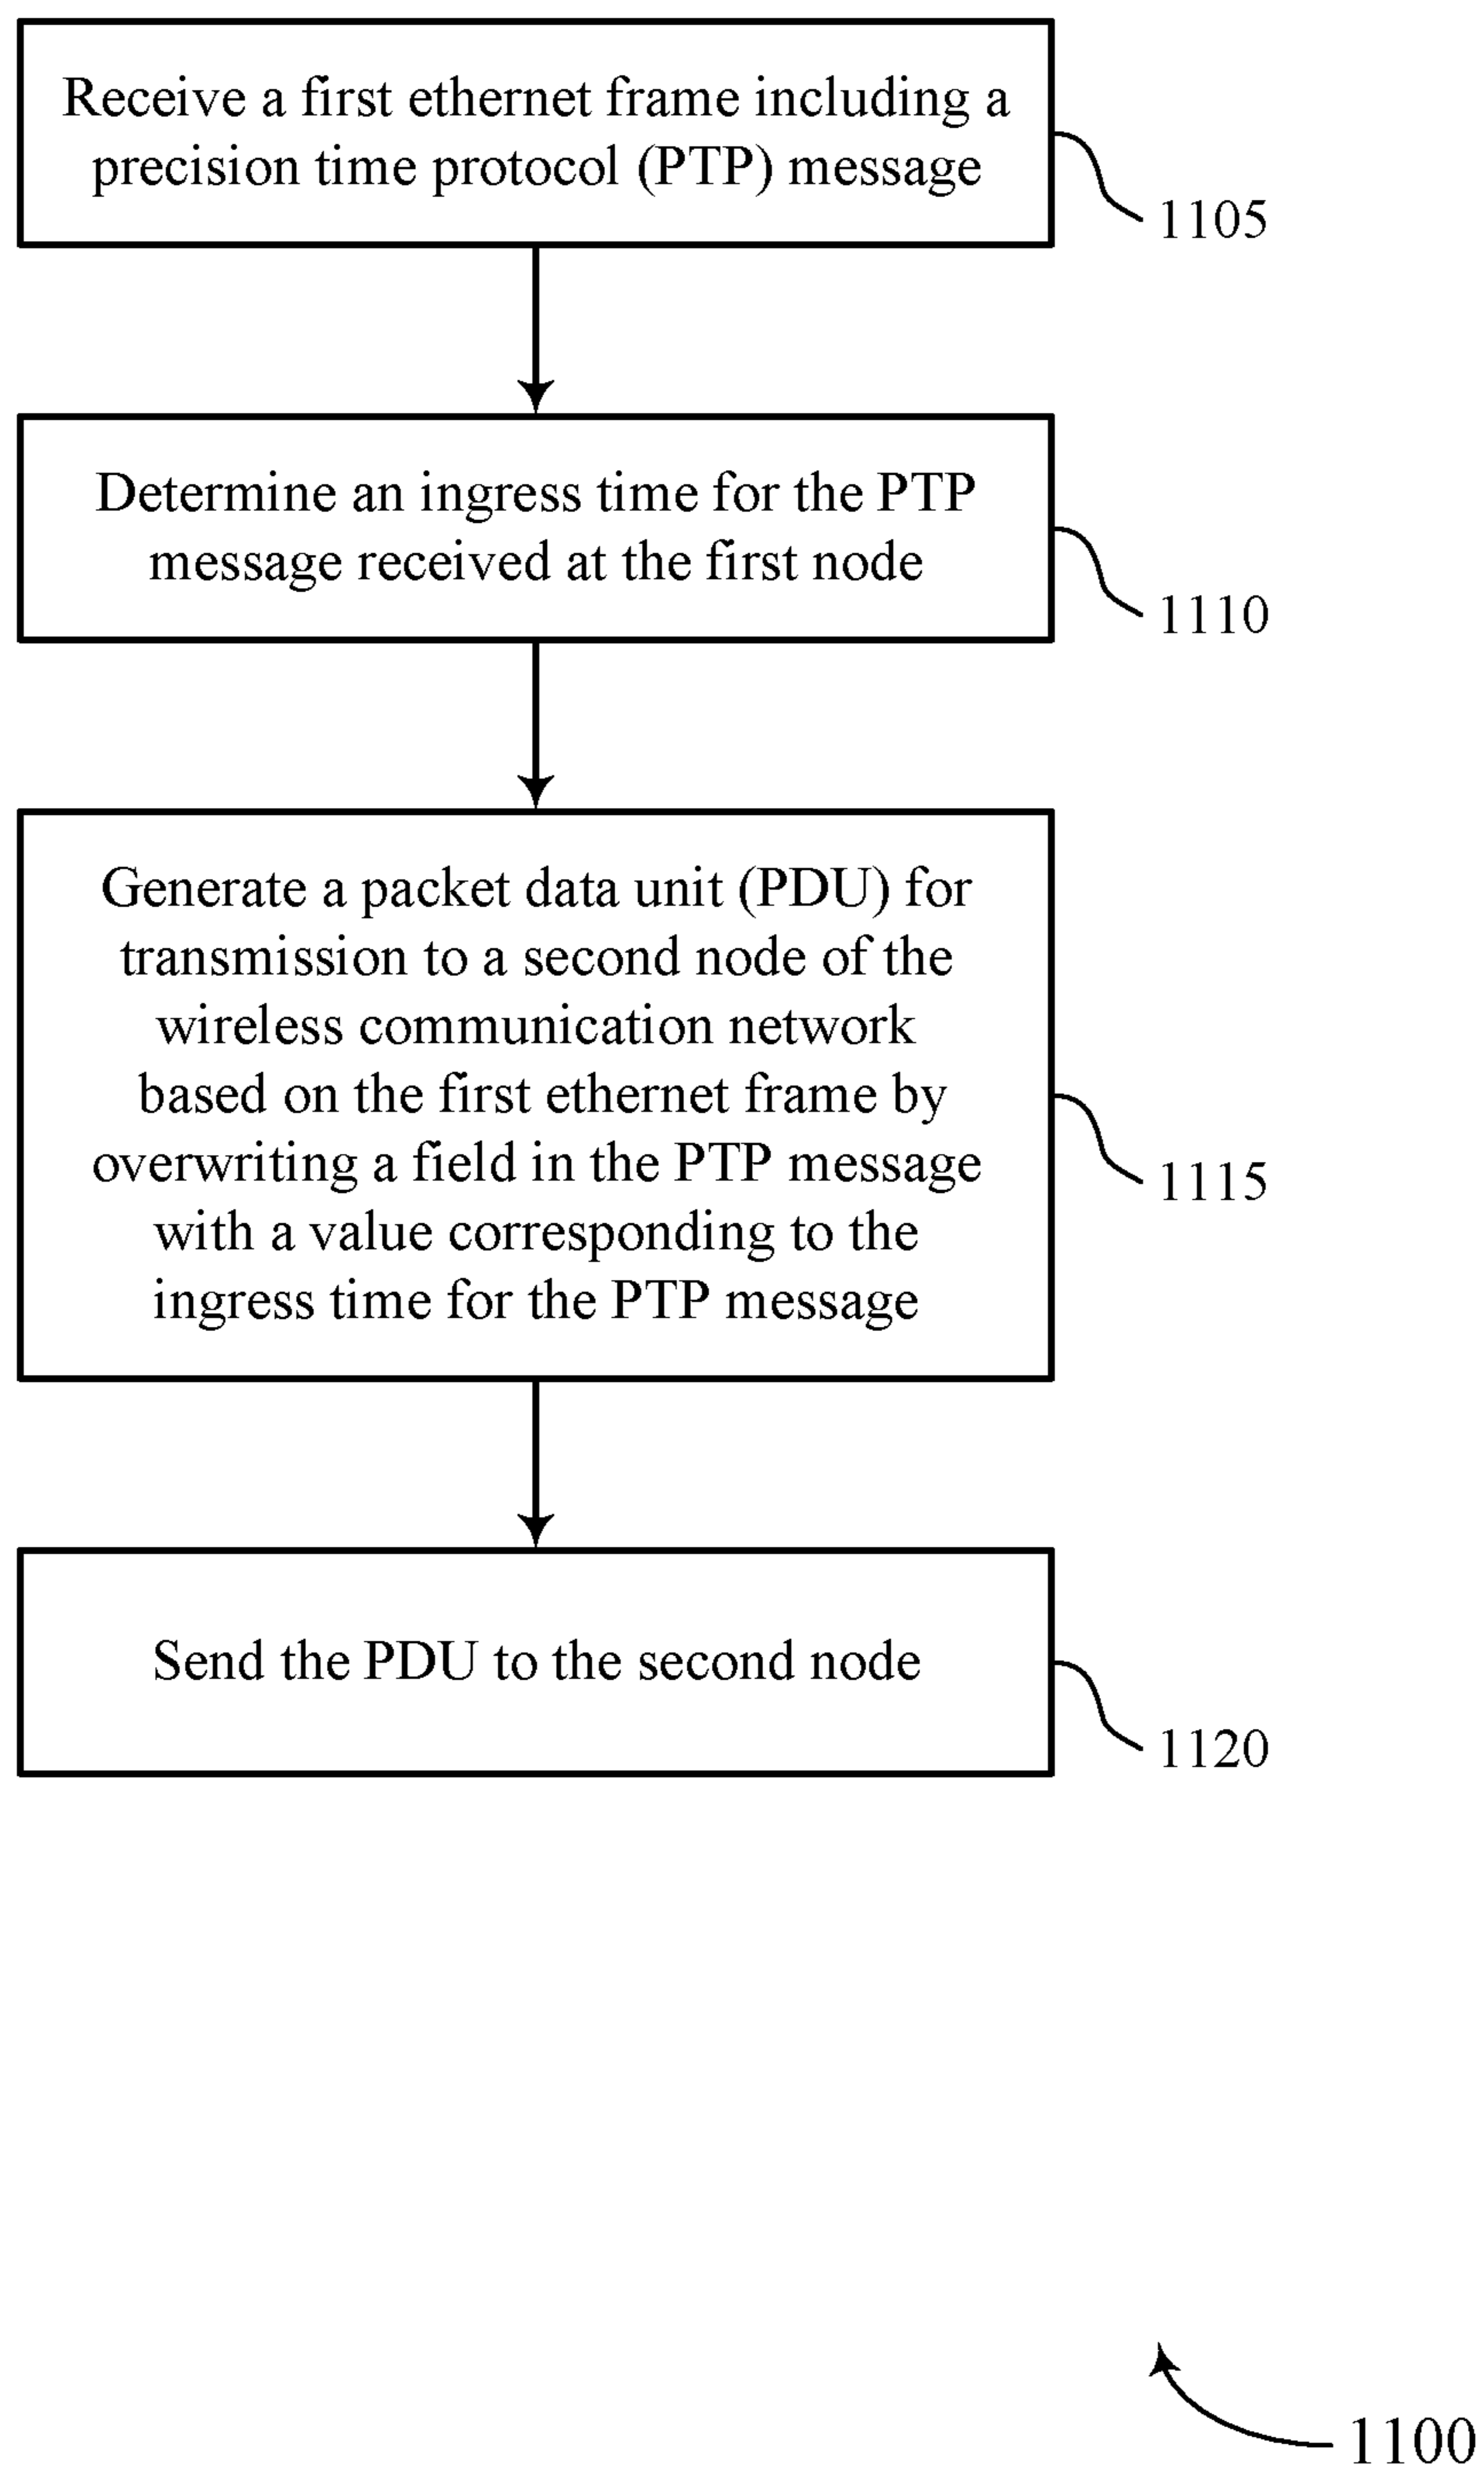 Receive a first ethernet frame including a
precision time protocol (PTP) message
1105
Determine an ingress time for the PTP
message received at the first node
1110
Generate a packet data unit (PDU) for
transmission to a second node of the
wireless communication network
based on the first ethernet frame by
overwriting a field in the PTP message
with a value corresponding to the
ingress time for the PTP message
1115
Send the PDU to the second node
1120
1100